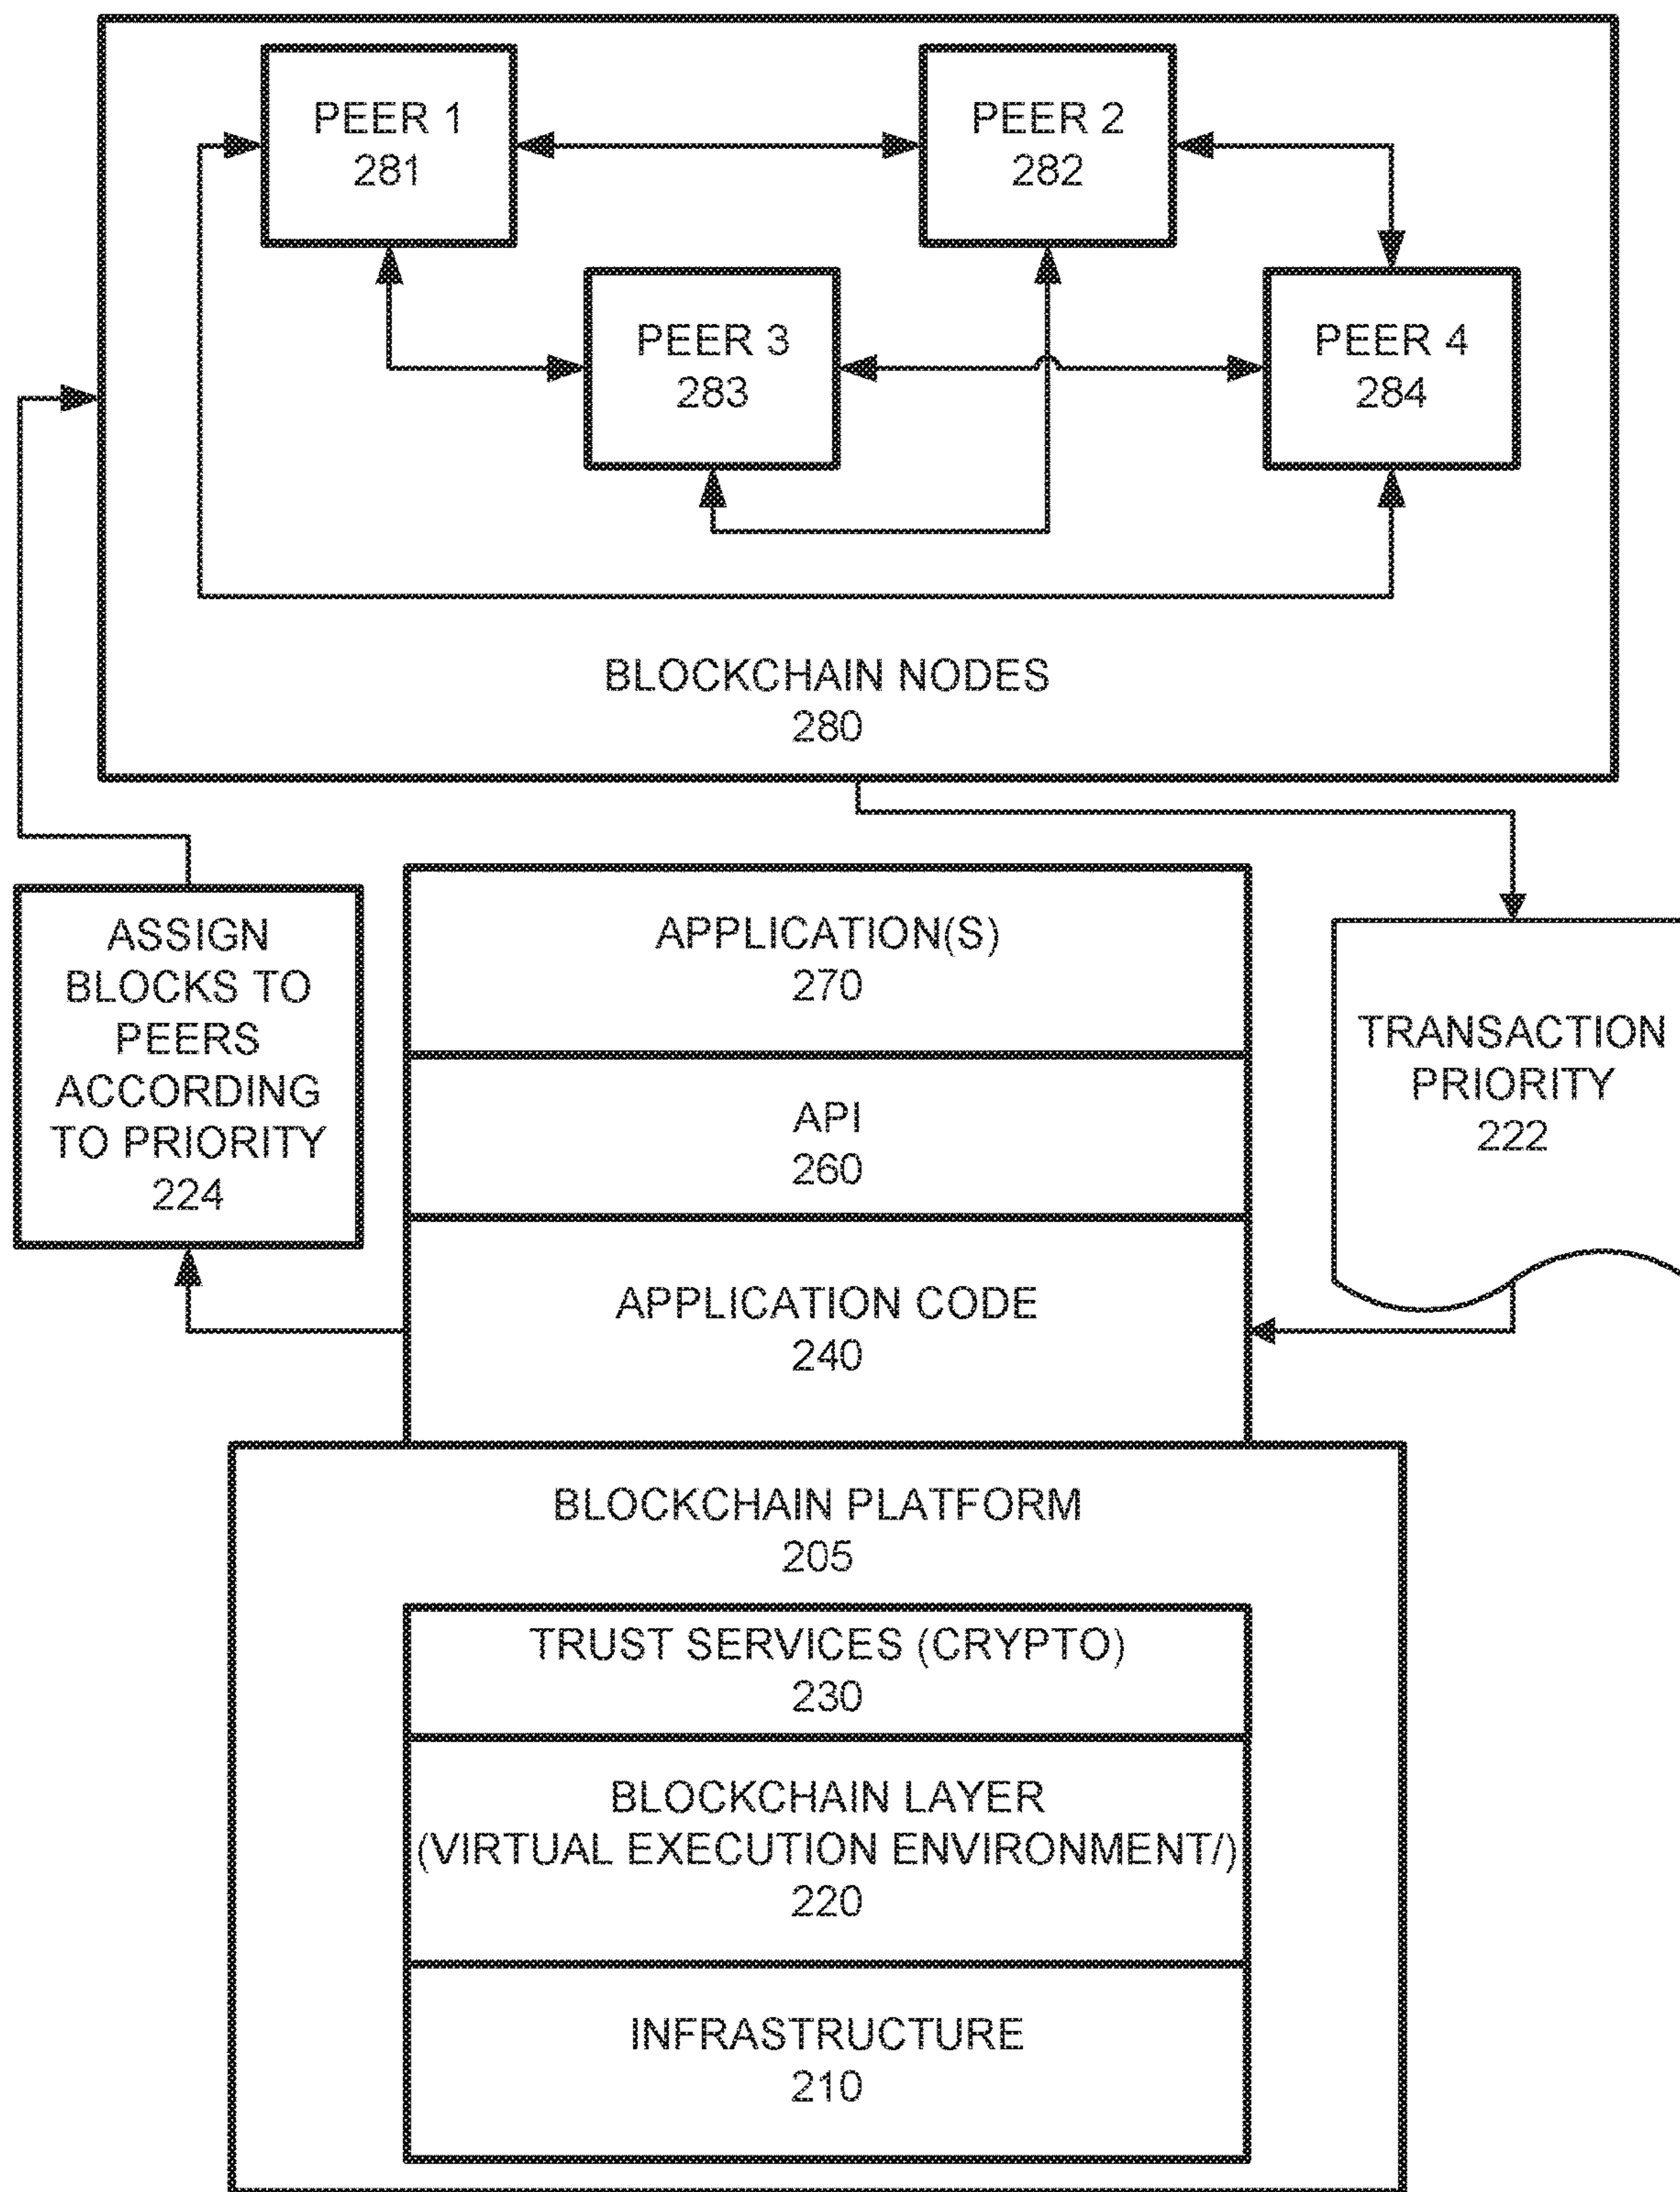 PEER 1
281
PEER 2
282
PEER 3
283
PEER 4
284
BLOCKCHAIN NODES
280
ASSIGN
BLOCKS TO
PEERS
ACCORDING
TO PRIORITY
224
APPLICATION(S)
270
API
260
APPLICATION CODE
240
TRANSACTION
PRIORITY
222
BLOCKCHAIN PLATFORM
205
TRUST SERVICES (CRYPTO)
230
BLOCKCHAIN LAYER
(VIRTUAL EXECUTION ENVIRONMENT/)
220
INFRASTRUCTURE
210